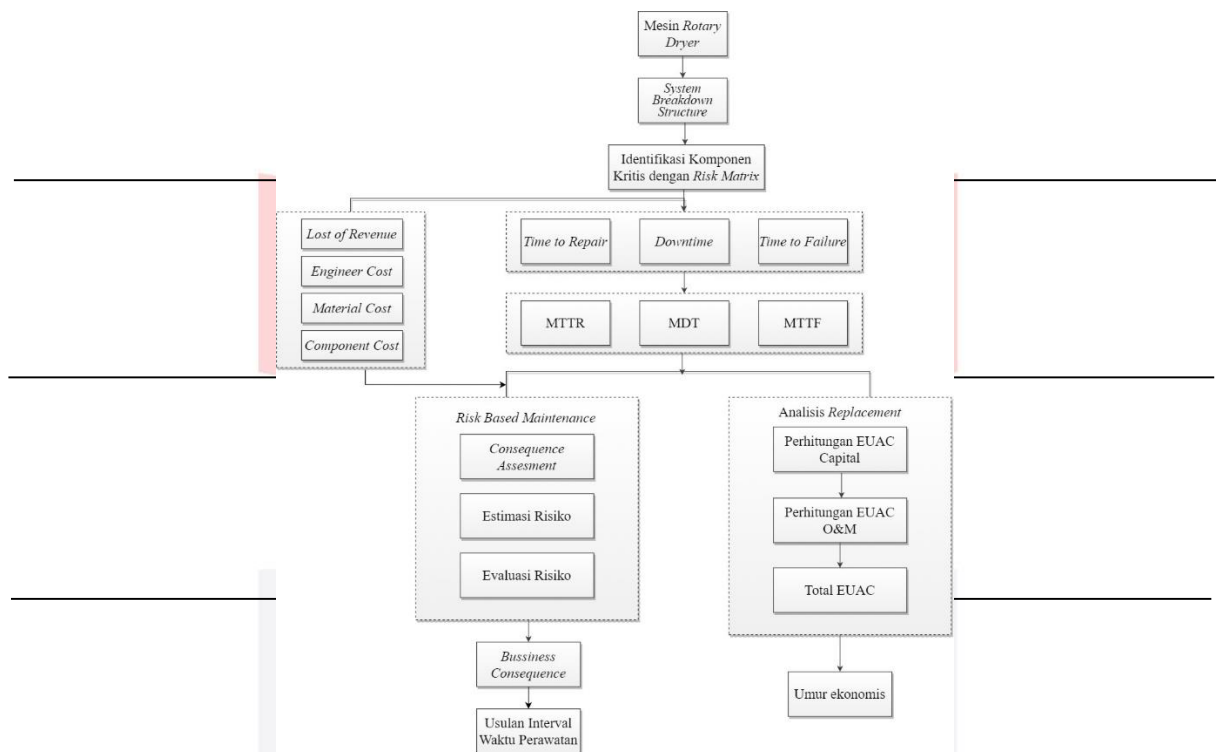 Mesin Rotary
Dryer
System
Breakdown
Structure
Identifikasi Komponen
Kritis dengan Risk Matrix
Lost of Revenue
Engineer Cost
Material Cost
Component Cost
Time to Repair
Downtime
Time to Failure
MTTR
MDT
MTTF
Risk Based Maintenance
Consequence
Assesment
Estimasi Risiko
Evaluasi Risiko
Bussiness
Consequence
Usulan Interval
Waktu Perawatan
Analisis Replacement
Perhitungan EUAC
Capital
Perhitungan EUAC
O&M
Total EUAC
Umur ekonomis